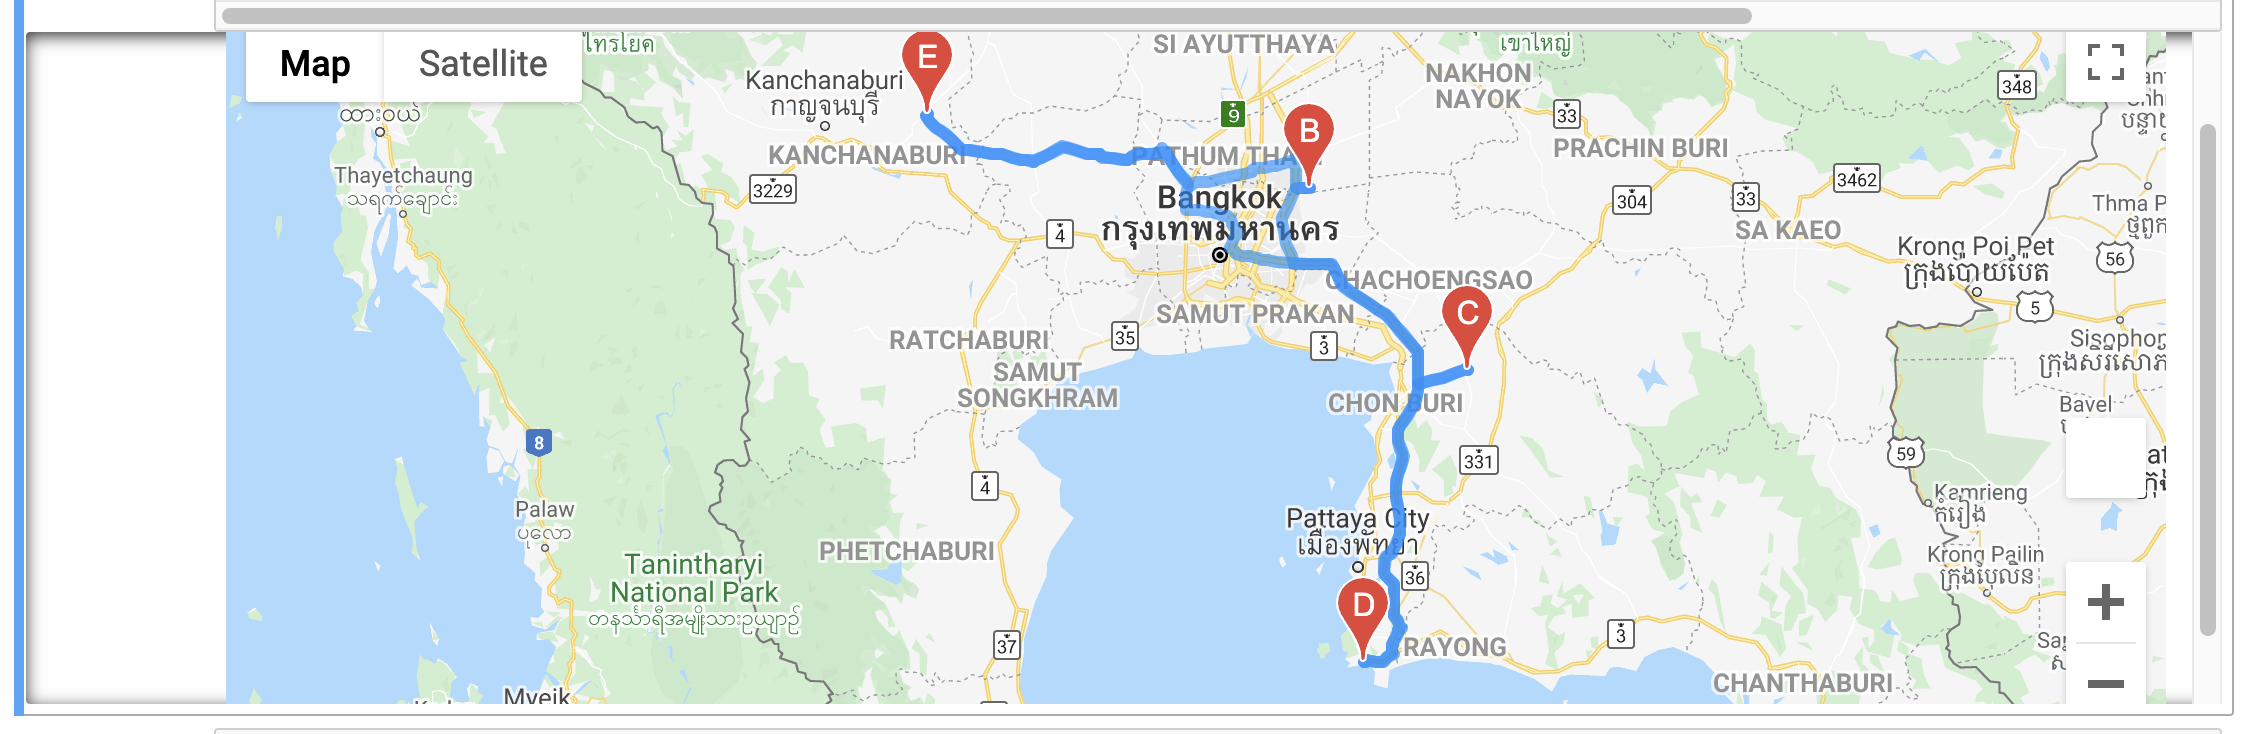 Map
Satellite
ไทรโยค
SI AYUTTHAYA
เขาใหญ่
E
Kanchanaburi
กาญจนบุรี
NAKHON
NAYOK
348
ထားဝယ်
9
B
33
บันทาย
KANCHANABURI
PATHUM THA
PRACHIN BURI
Thayetchaung
သရက်ချောင်း
3229
Bangkok
กรุงเทพมหานคร
304
33
3462
Thma P
4
SA KAEO
Krong Poi Pet
ក្រុងប៉ោយប៉ែត
56
CHACHOENGSAO
C
SAMUT PRAKAN
5
RATCHABURI
35
3
Sisophon
ក្រុងសិរីសោភ័
SAMUT
SONGKHRAM
CHON BURI
Bavel
8
331
59
4
Kamrieng
កំរៀង
Palaw
ပုလော
Pattaya City
เมืองพัทยา
PHETCHABURI
Krong Pailin
ក្រុងប៉ៃលិន
Tanintharyi
National Park
တနင်္သာရီအမျိုးသားဥယျာဉ်
36
D
37
RAYONG
3
CHANTHABURI
Myeik